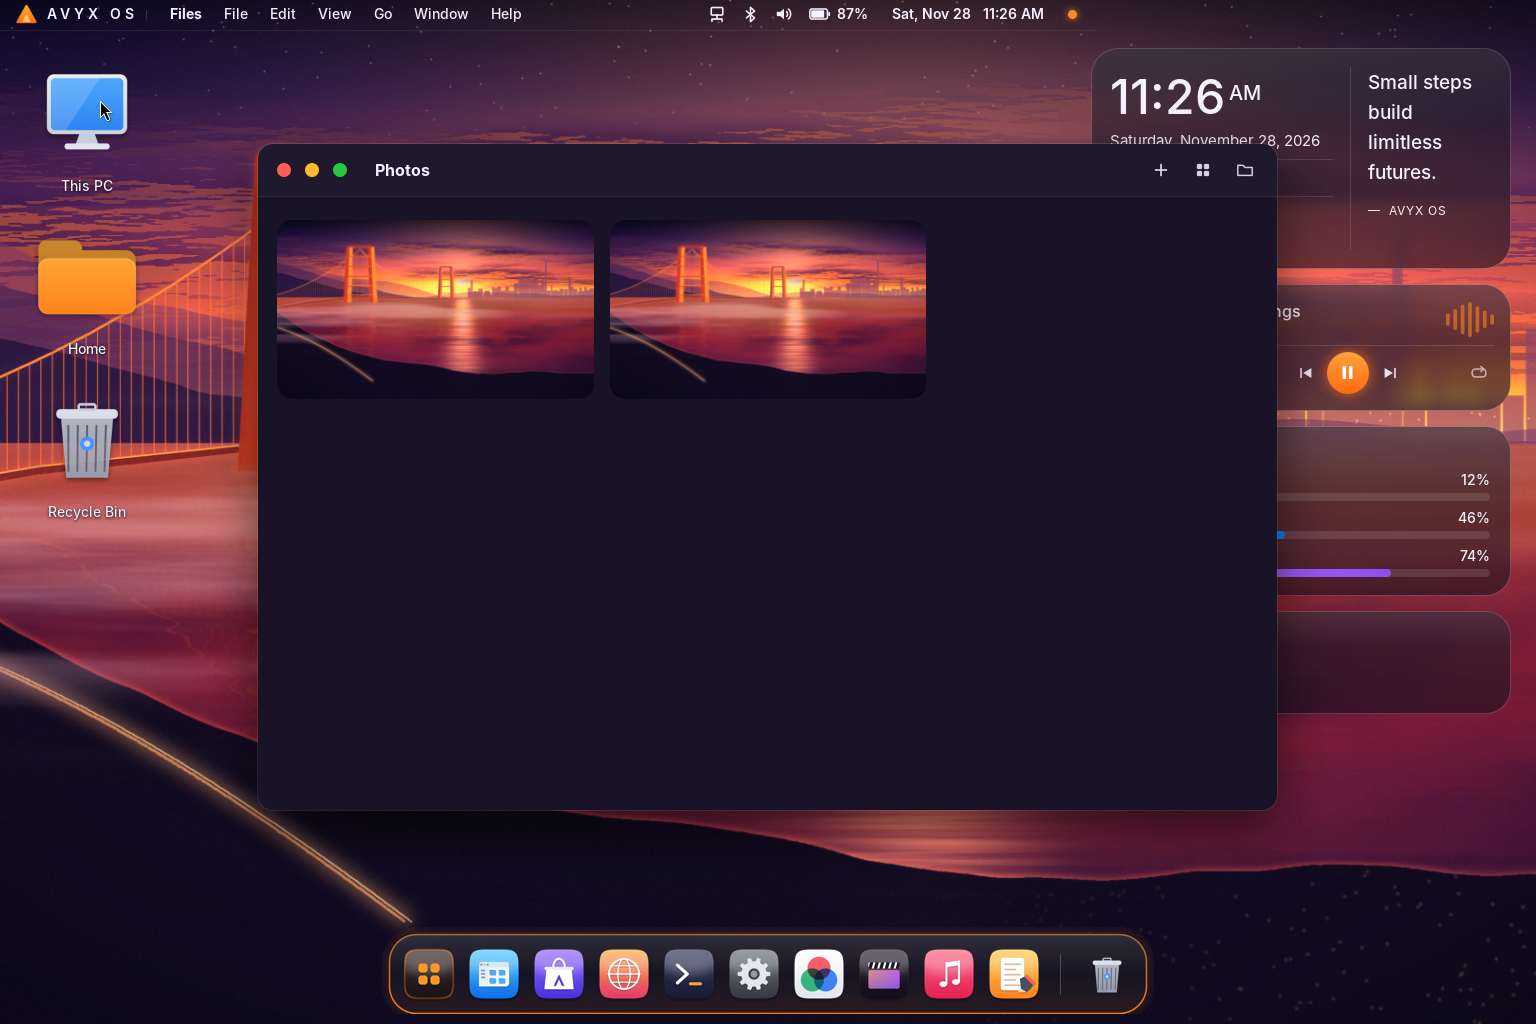 AVYX OS Files File Edit View Go Window Help 87% Sat, Nov 28 11:26 AM
This PC
Home
Recycle Bin
Photos
11:26 AM
Saturday, November 28, 2026
Small steps
build
limitless
futures.
— AVYX OS
12%
46%
74%